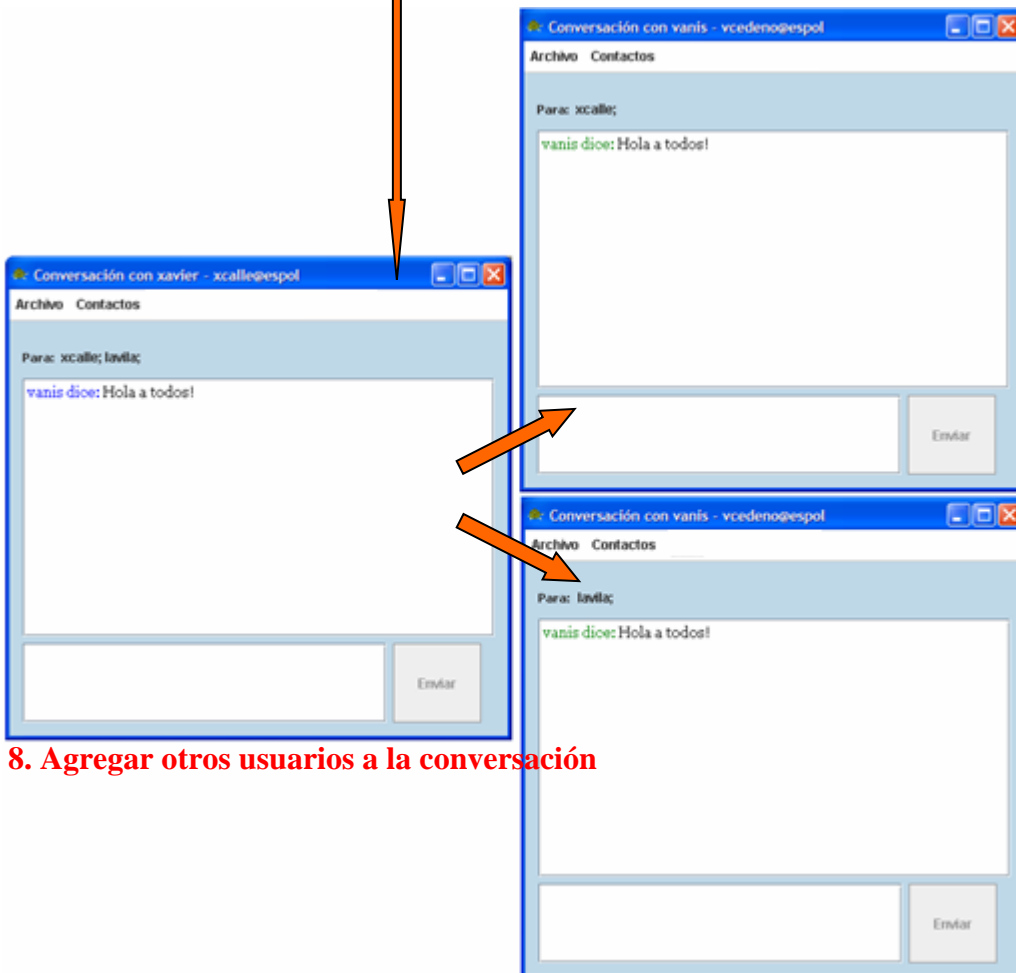 Conversación con vanis - vcedeno@espol
Archivo Contactos
Para: xcalle;
vanis dice: Hola a todos!
Enviar
Conversación con xavier - xcalle@espol
Archivo Contactos
Para: xcalle; lavila;
vanis dice: Hola a todos!
Enviar
Conversación con vanis - vcedeno@espol
Archivo Contactos
Para: lavila;
vanis dice: Hola a todos!
Enviar
8. Agregar otros usuarios a la conversación